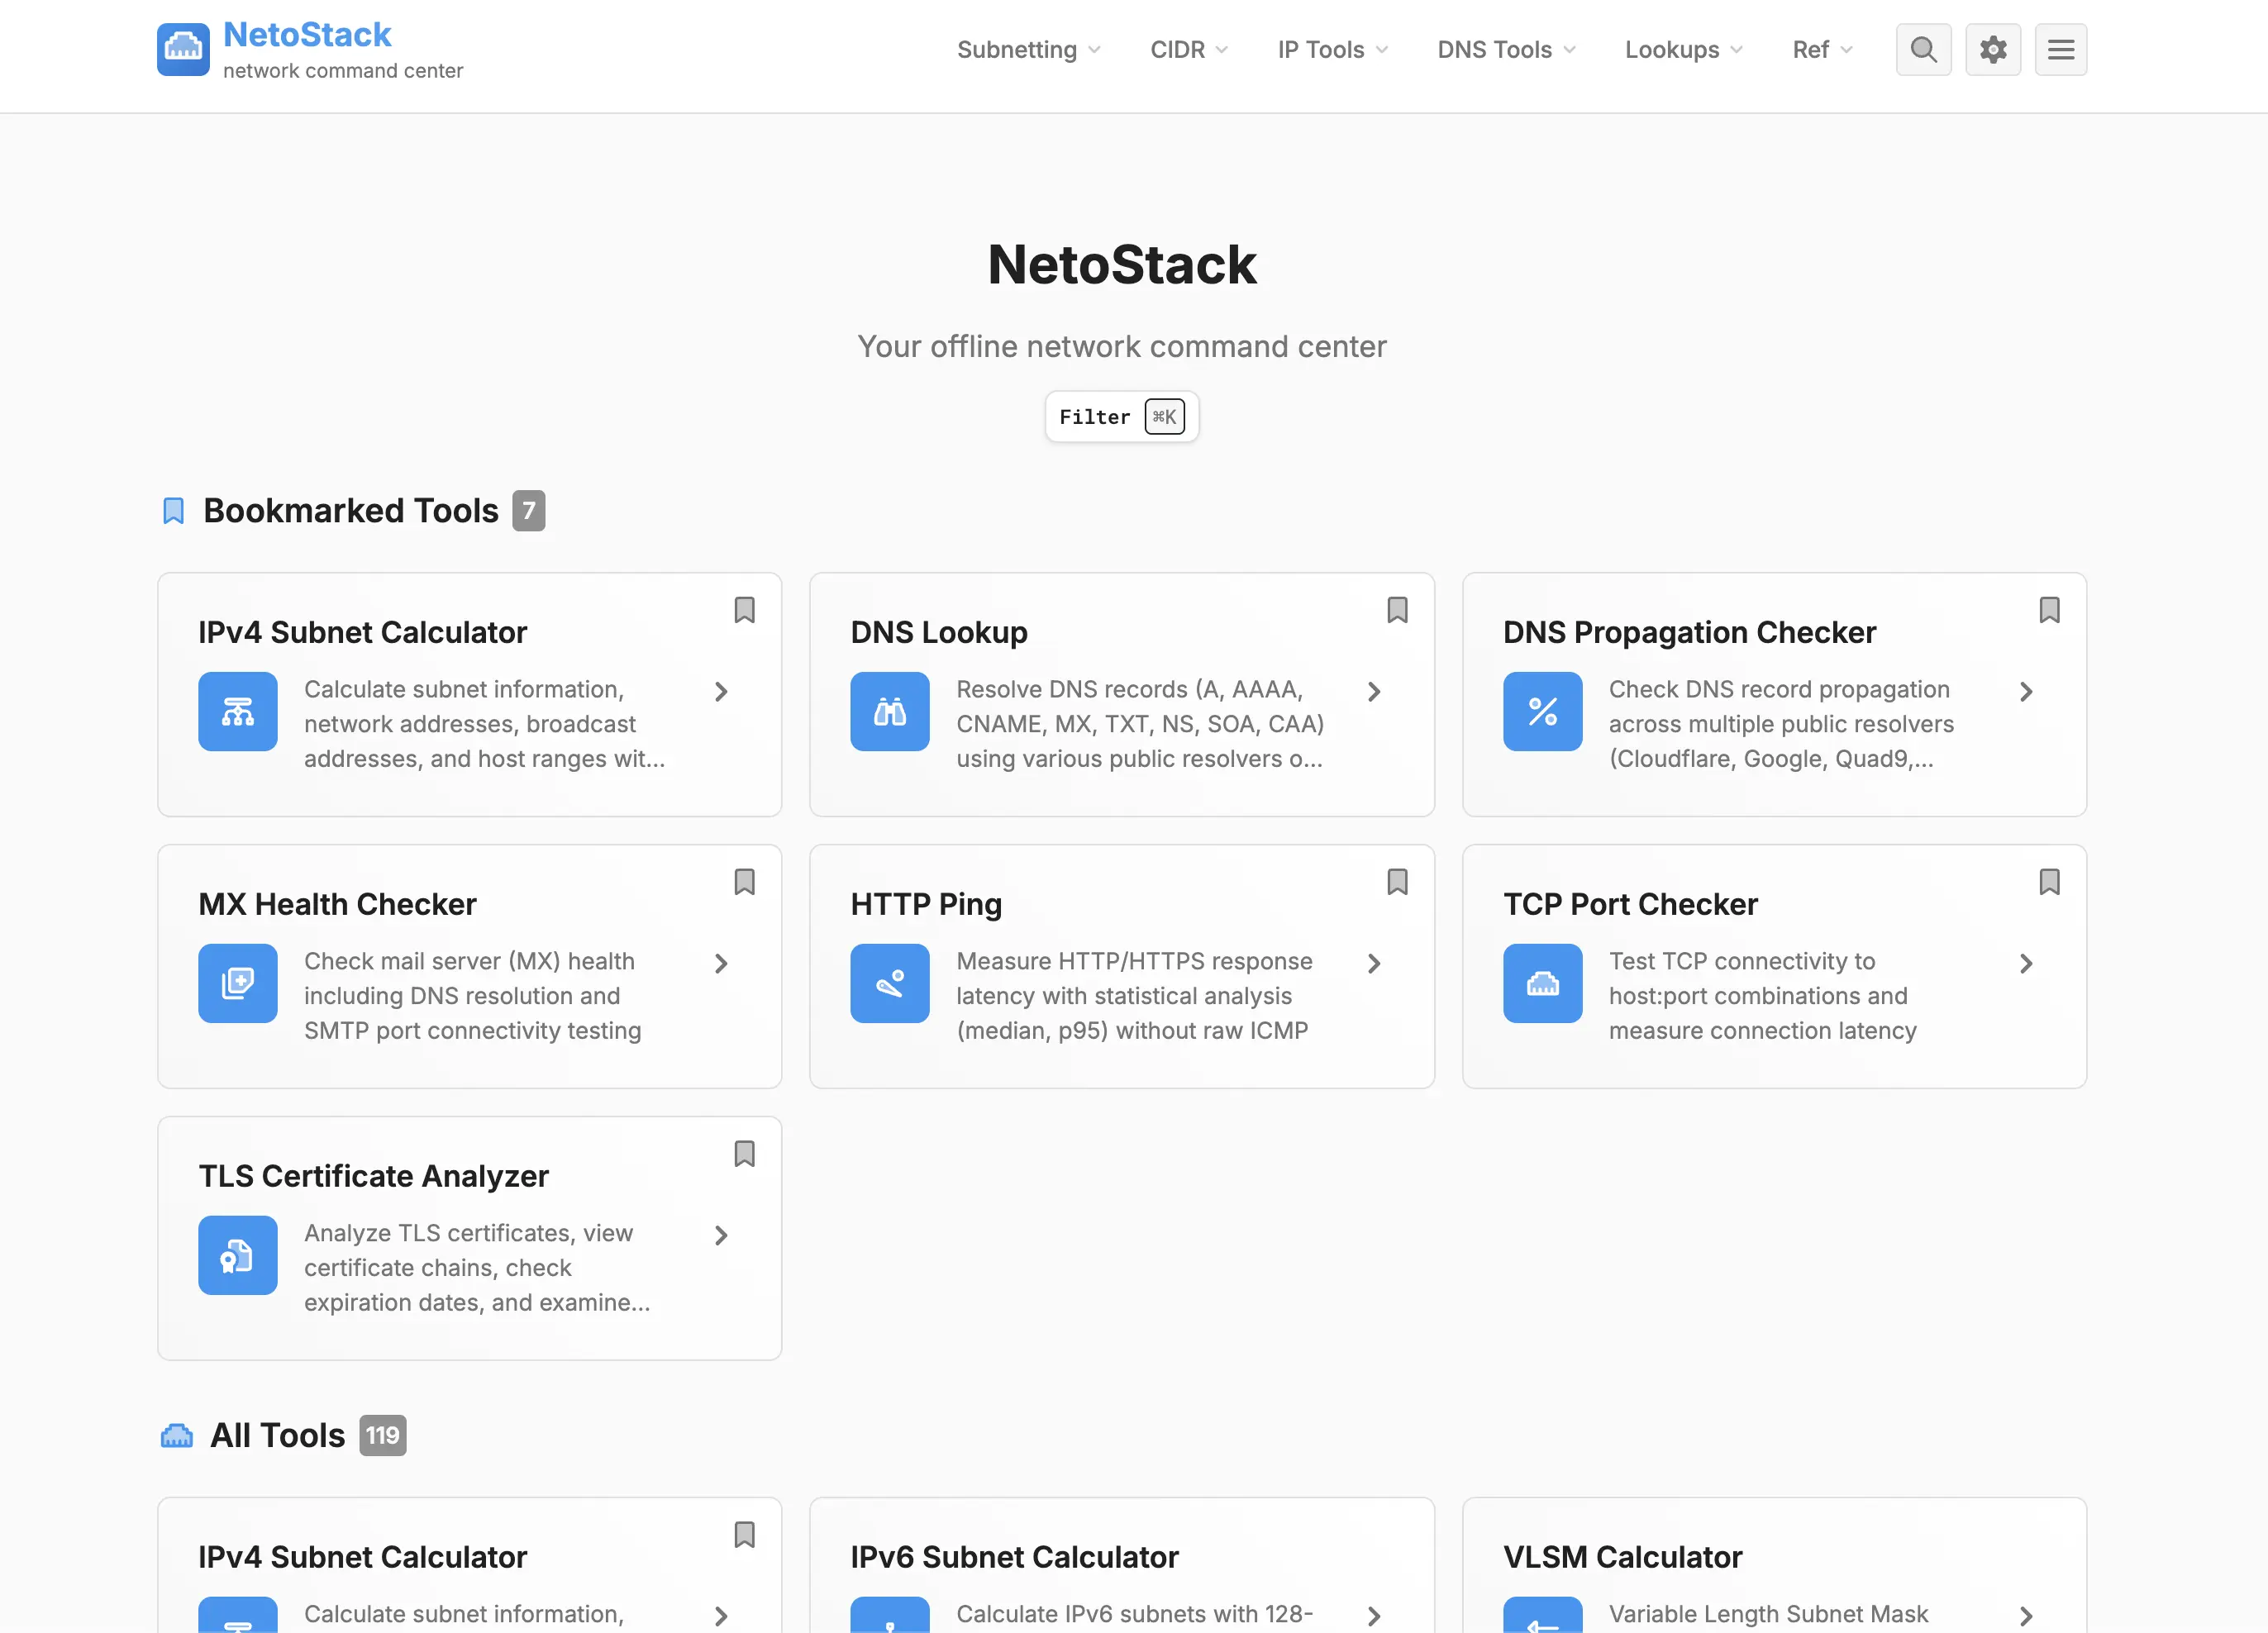 NetoStack
network command center
Subnetting
CIDR
IP Tools
DNS Tools
Lookups
Ref
NetoStack
Your offline network command center
Filter ⌘K
Bookmarked Tools 7
IPv4 Subnet Calculator
Calculate subnet information,
network addresses, broadcast
addresses, and host ranges wit...
DNS Lookup
Resolve DNS records (A, AAAA,
CNAME, MX, TXT, NS, SOA, CAA)
using various public resolvers o...
DNS Propagation Checker
Check DNS record propagation
across multiple public resolvers
(Cloudflare, Google, Quad9,...
MX Health Checker
Check mail server (MX) health
including DNS resolution and
SMTP port connectivity testing
HTTP Ping
Measure HTTP/HTTPS response
latency with statistical analysis
(median, p95) without raw ICMP
TCP Port Checker
Test TCP connectivity to
host:port combinations and
measure connection latency
TLS Certificate Analyzer
Analyze TLS certificates, view
certificate chains, check
expiration dates, and examine...
All Tools 119
IPv4 Subnet Calculator
Calculate subnet information,
IPv6 Subnet Calculator
Calculate IPv6 subnets with 128-
VLSM Calculator
Variable Length Subnet Mask